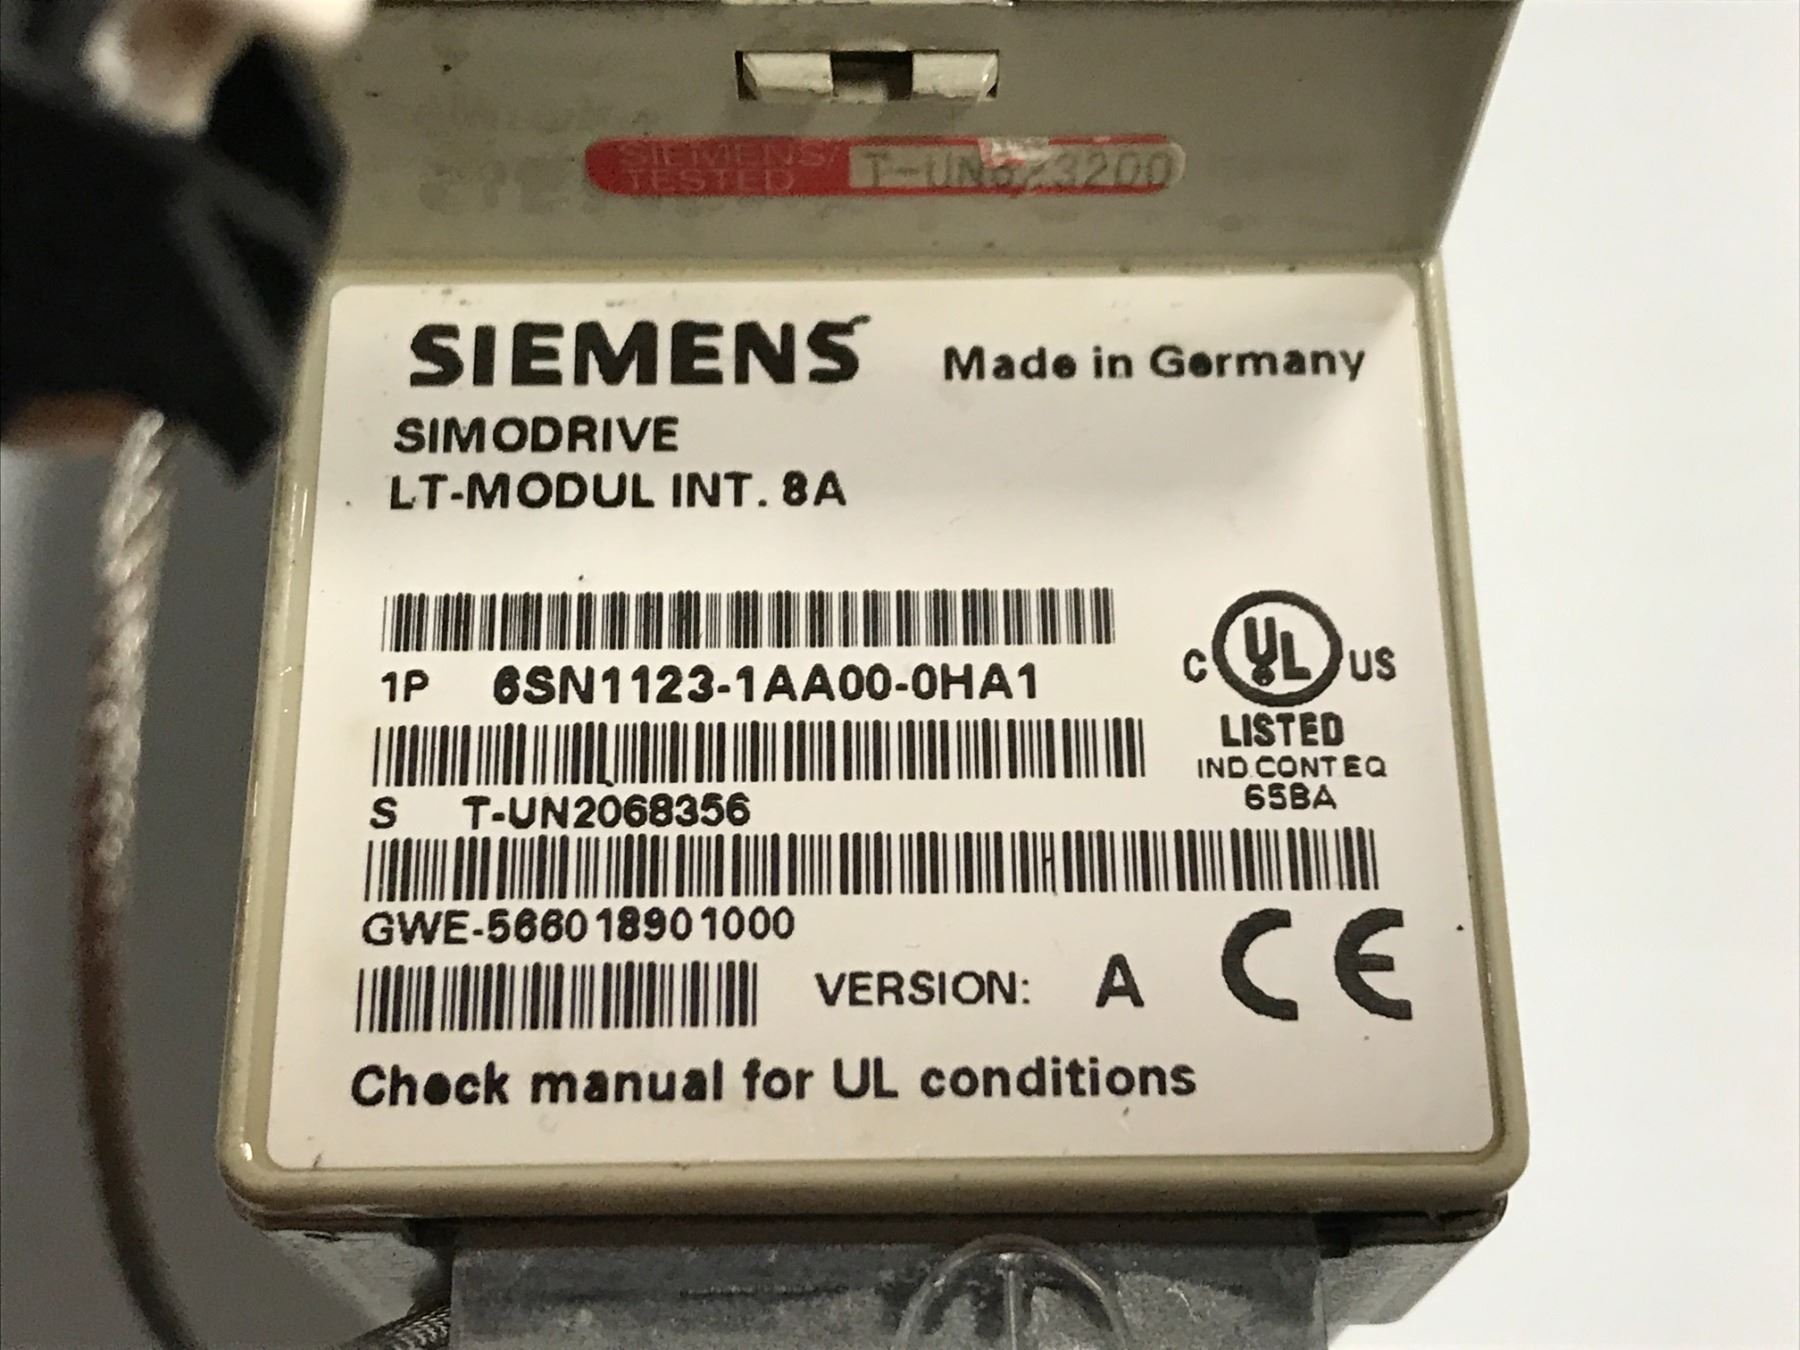 SIEMENS/
TESTED
SIEMENS Made in Germany
SIMODRIVE
LT-MODUL INT. 8A
1P 6SN1123-1AA00-0HA1
C UL US
LISTED
IND.CONT.EQ
65BA
S T-UN2068356
GWE-566018901000
VERSION: A CE
Check manual for UL conditions